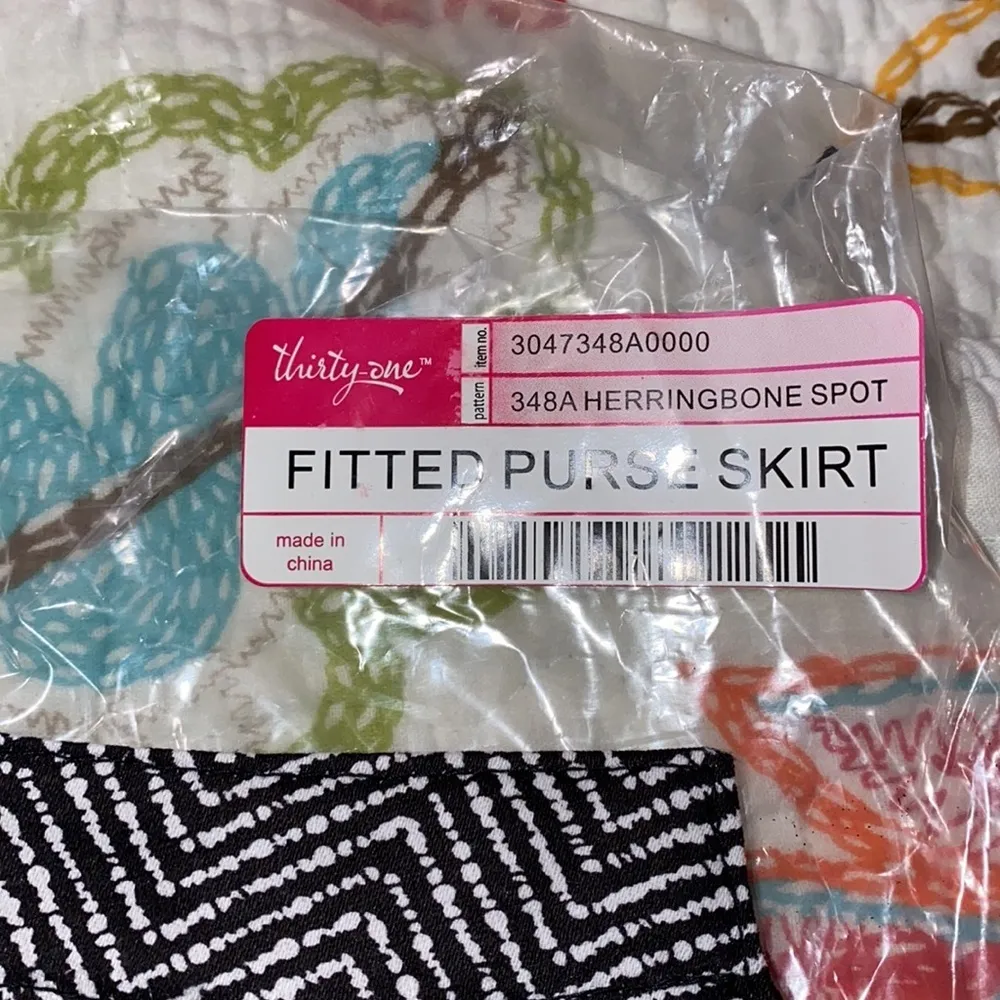 thirty-one™
item no. 3047348A0000
pattern 348A HERRINGBONE SPOT
FITTED PURSE SKIRT
made in
china